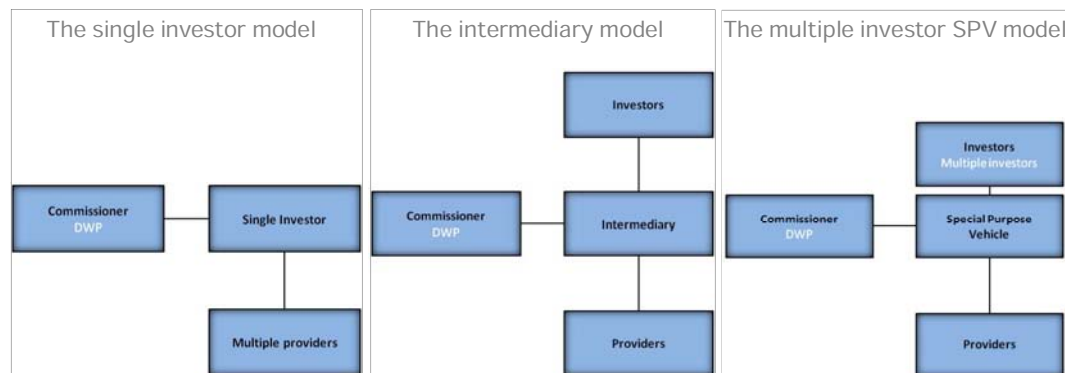 The single investor model
Commissioner
DWP
Single Investor
Multiple providers
The intermediary model
Investors
Commissioner
DWP
Intermediary
Providers
The multiple investor SPV model
Investors
Multiple investors
Commissioner
DWP
Special Purpose
Vehicle
Providers